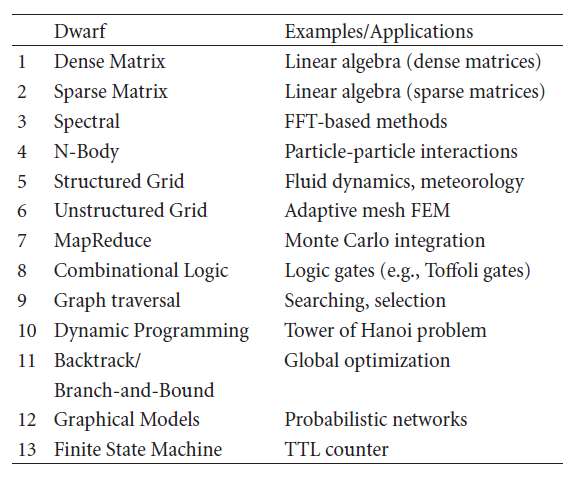 Dwarf Examples/Applications
1 Dense Matrix Linear algebra (dense matrices)
2 Sparse Matrix Linear algebra (sparse matrices)
3 Spectral FFT-based methods
4 N-Body Particle-particle interactions
5 Structured Grid Fluid dynamics, meteorology
6 Unstructured Grid Adaptive mesh FEM
7 MapReduce Monte Carlo integration
8 Combinational Logic Logic gates (e.g., Toffoli gates)
9 Graph traversal Searching, selection
10 Dynamic Programming Tower of Hanoi problem
11 Backtrack/ Global optimization
Branch-and-Bound
12 Graphical Models Probabilistic networks
13 Finite State Machine TTL counter